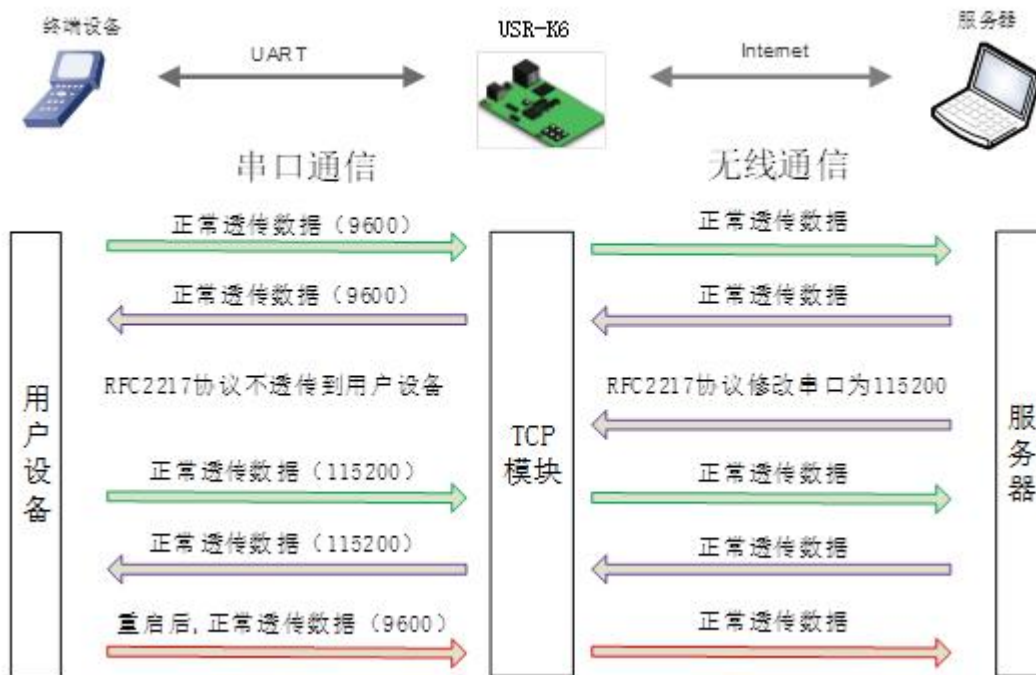 终端设备
USR-K6
服务器
UART
Internet
串口通信
无线通信
正常透传数据（9600）
正常透传数据
正常透传数据（9600）
正常透传数据
RFC2217协议不透传到用户设备
RFC2217协议修改串口为115200
用户设备
TCP
模块
服务器
正常透传数据（115200）
正常透传数据
正常透传数据（115200）
正常透传数据
重启后, 正常透传数据（9600）
正常透传数据